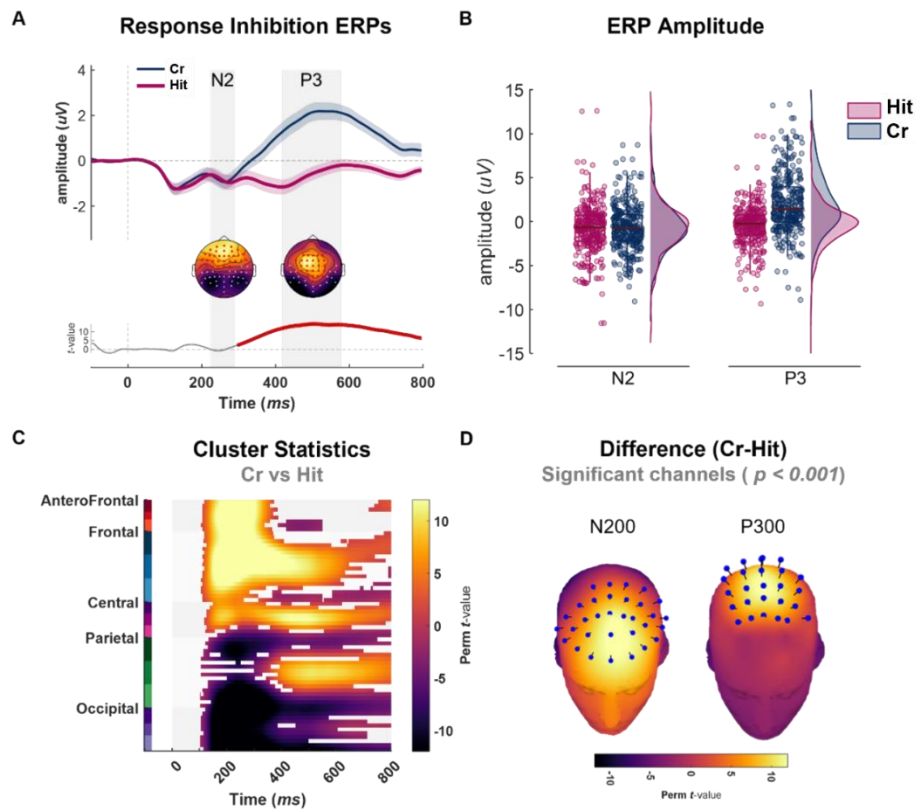 A
Response Inhibition ERPs
Cr
Hit
N2
P3
4
2
0
-2
amplitude (uV)
10
5
0
t-value
0
200
400
600
800
Time (ms)
B
ERP Amplitude
Hit
Cr
15
10
5
0
-5
-10
-15
amplitude (uV)
N2
P3
C
Cluster Statistics
Cr vs Hit
AnteroFrontal
Frontal
Central
Parietal
Occipital
0
200
400
600
800
Time (ms)
10
5
0
-5
-10
Perm t-value
D
Difference (Cr-Hit)
Significant channels ( p < 0.001)
N200
P300
-10
-5
0
5
10
Perm t-value